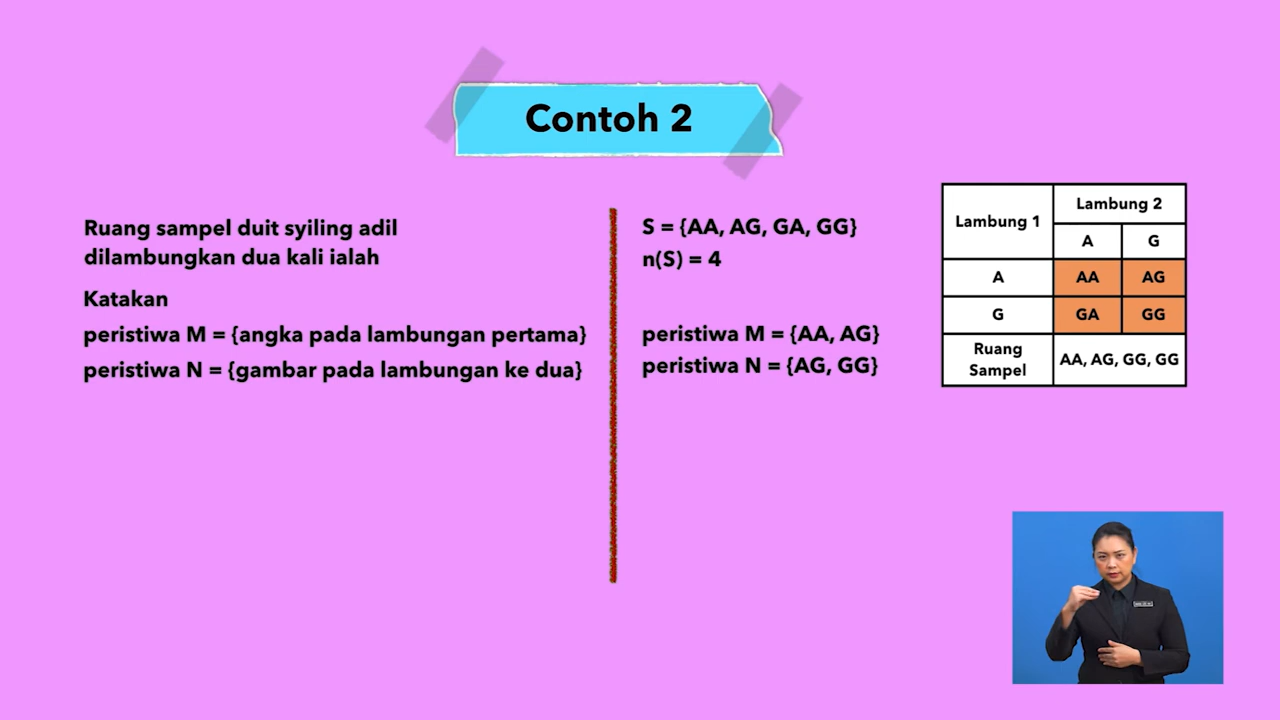 Contoh 2
Ruang sampel duit syiling adil
dilambungkan dua kali ialah
Katakan
peristiwa M = {angka pada lambungan pertama}
peristiwa N = {gambar pada lambungan ke dua}
S = {AA, AG, GA, GG}
n(S) = 4
peristiwa M = {AA, AG}
peristiwa N = {AG, GG}
Lambung 1
Lambung 2
A G
A AA AG
G GA GG
Ruang
Sampel
AA, AG, GG, GG